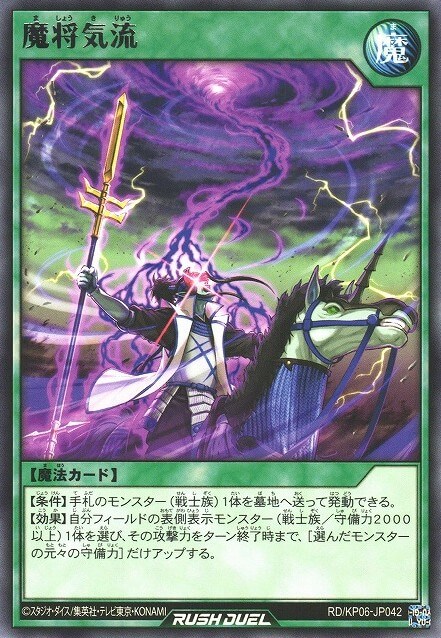 魔将気流
魔
【魔法カード】
【条件】手札のモンスター(戦士族)1体を墓地へ送って発動できる。
【効果】自分フィールドの表側表示モンスター(戦士族/守備力2000
以上)1体を選び、その攻撃力をターン終了時まで、[選んだモンスター
の元々の守備力]だけアップする。
©スタジオ・ダイス/集英社・テレビ東京・KONAMI RUSH DUEL RD/KP06-JP042